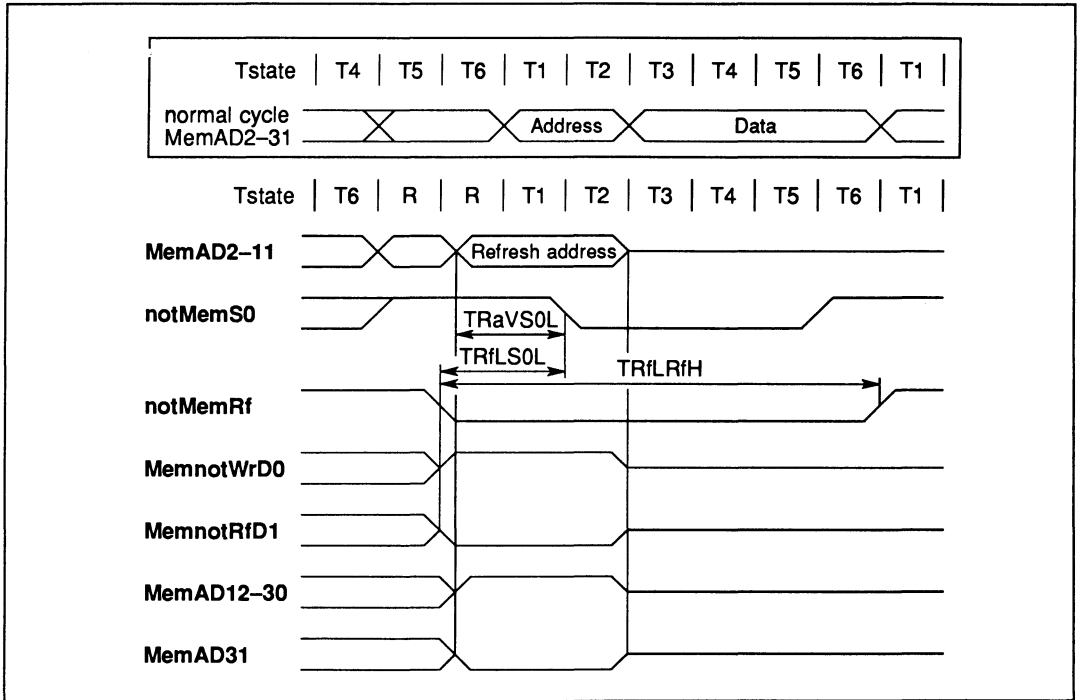 Tstate | T4 | T5 | T6 | T1 | T2 | T3 | T4 | T5 | T6 | T1 |
normal cycle
MemAD2–31
Address
Data
Tstate | T6 | R | R | T1 | T2 | T3 | T4 | T5 | T6 | T1 |
MemAD2–11
Refresh address
notMemS0
TRaVS0L
TRfLS0L
TRfLRfH
notMemRf
MemnotWrD0
MemnotRfD1
MemAD12–30
MemAD31